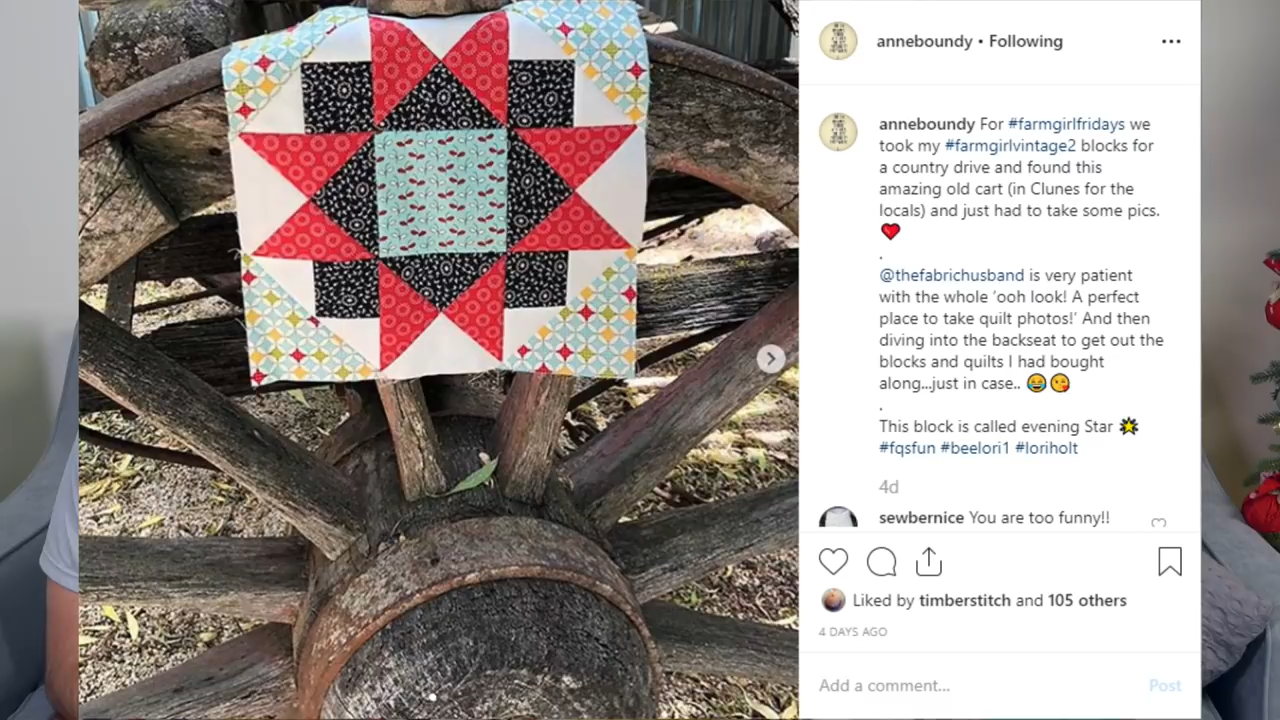 anneboundy • Following
anneboundy For #farmgirlfridays we
took my #farmgirlvintage2 blocks for
a country drive and found this
amazing old cart (in Clunes for the
locals) and just had to take some pics.
❤️
.
@thefabrichusband is very patient
with the whole ‘ooh look! A perfect
place to take quilt photos!’ And then
diving into the backseat to get out the
blocks and quilts I had bought
along...just in case.. 😂😘
.
This block is called evening Star 🌟
#fqsfun #beelori1 #loriholt
4d
sewbernice You are too funny!!
Liked by timberstitch and 105 others
4 DAYS AGO
Add a comment...
Post